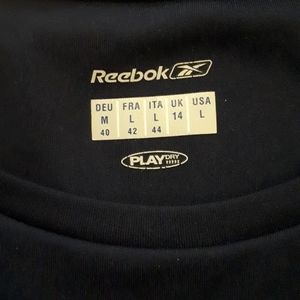 Reebok
DEU FRA ITA UK USA
M L L 14 L
40 42 44
PLAYDRY